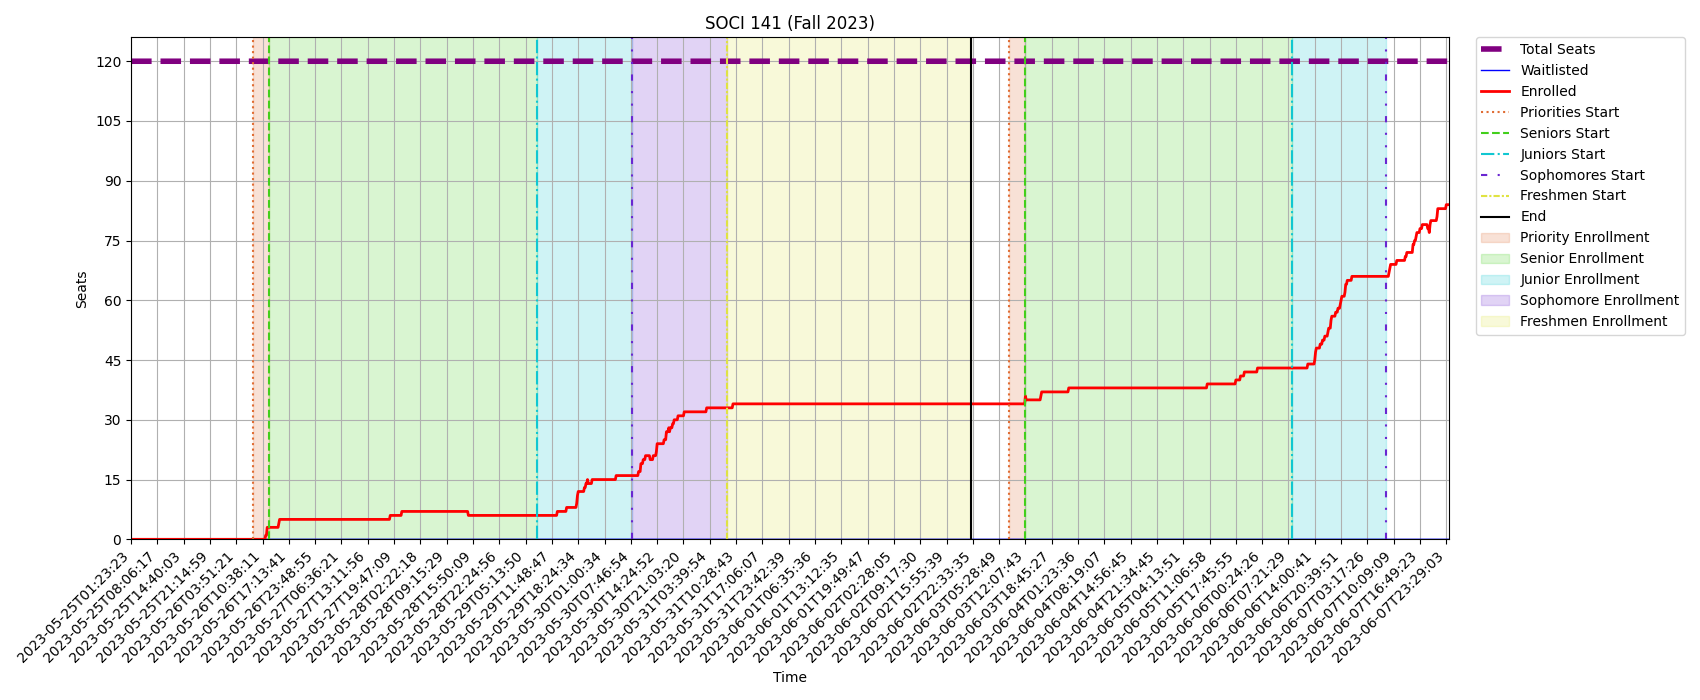 SOCI 141 (Fall 2023)
Seats
120
105
90
75
60
45
30
15
0
2023-05-25T01:23:23
2023-05-25T08:06:17
2023-05-25T14:40:03
2023-05-25T21:14:59
2023-05-26T03:51:21
2023-05-26T10:38:11
2023-05-26T17:13:41
2023-05-26T23:48:55
2023-05-27T06:36:21
2023-05-27T13:11:56
2023-05-27T19:47:09
2023-05-28T02:22:18
2023-05-28T09:15:29
2023-05-28T15:50:09
2023-05-28T22:24:56
2023-05-29T05:13:50
2023-05-29T11:48:47
2023-05-29T18:24:34
2023-05-30T01:00:34
2023-05-30T07:46:54
2023-05-30T14:24:52
2023-05-30T21:03:20
2023-05-31T03:39:54
2023-05-31T10:28:43
2023-05-31T17:06:07
2023-05-31T23:42:39
2023-06-01T06:35:36
2023-06-01T13:12:35
2023-06-01T19:49:47
2023-06-02T02:28:05
2023-06-02T09:17:30
2023-06-02T15:55:39
2023-06-02T22:33:35
2023-06-03T05:28:49
2023-06-03T12:07:43
2023-06-03T18:45:27
2023-06-04T01:23:36
2023-06-04T08:19:07
2023-06-04T14:56:45
2023-06-04T21:34:45
2023-06-05T04:13:51
2023-06-05T11:06:58
2023-06-05T17:45:55
2023-06-06T00:24:26
2023-06-06T07:21:29
2023-06-06T14:00:41
2023-06-06T20:39:51
2023-06-07T03:17:26
2023-06-07T10:09:09
2023-06-07T16:49:23
2023-06-07T23:29:03
Time
Total Seats
Waitlisted
Enrolled
Priorities Start
Seniors Start
Juniors Start
Sophomores Start
Freshmen Start
End
Priority Enrollment
Senior Enrollment
Junior Enrollment
Sophomore Enrollment
Freshmen Enrollment